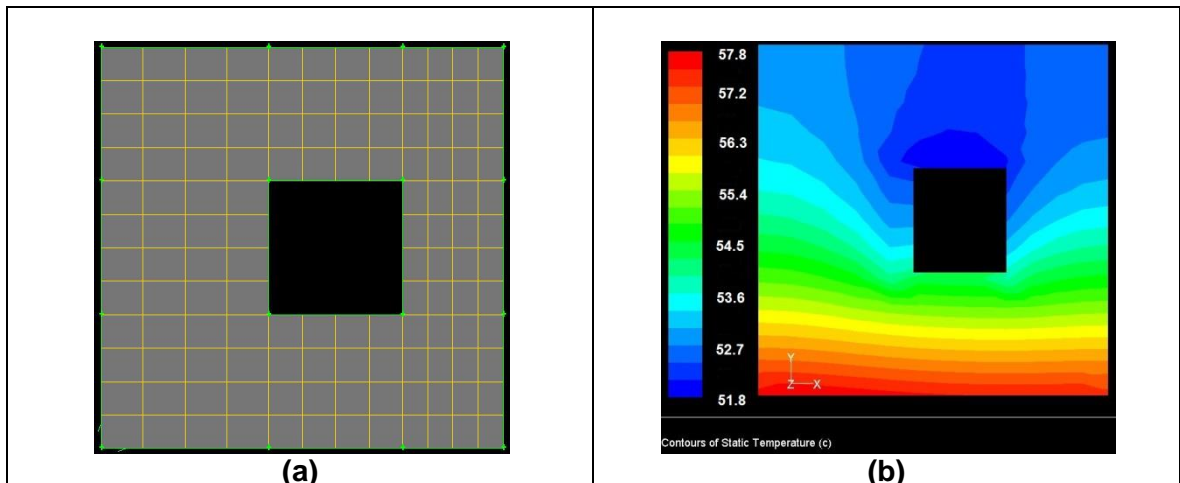 57.8
57.2
56.3
55.4
54.5
53.6
52.7
51.8
Y
Z X
Contours of Static Temperature (c)
(a)
(b)